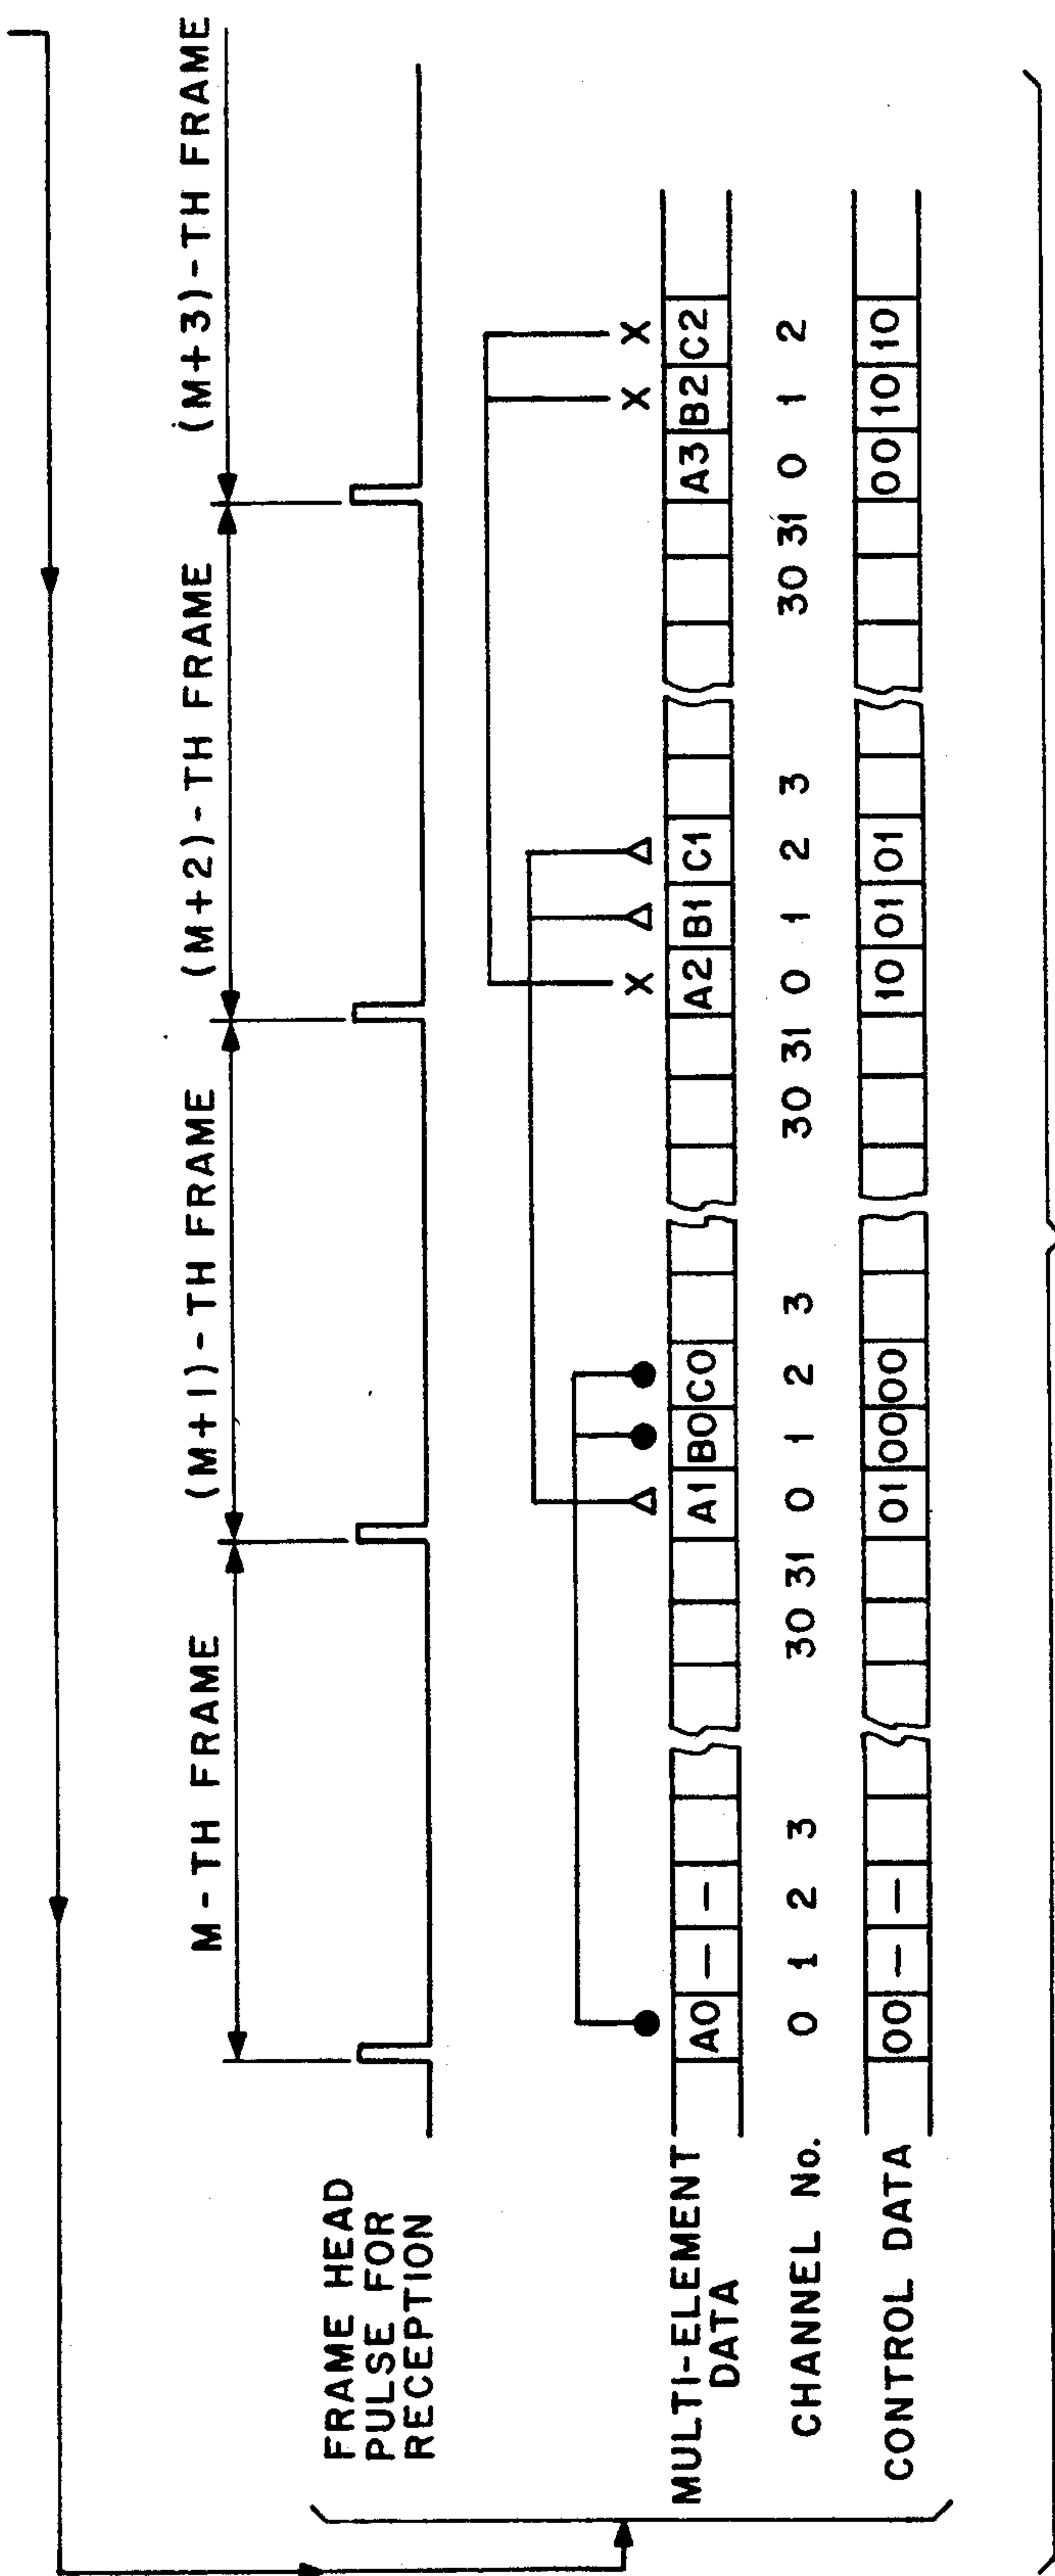 M-TH FRAME (M+1)-TH FRAME (M+2)-TH FRAME (M+3)-TH FRAME
FRAME HEAD
PULSE FOR
RECEPTION
X X X
MULTI-ELEMENT
DATA
A0 — — A1 B0 C0 A2 B1 C1 A3 B2 C2
CHANNEL No. 0 1 2 3 30 31 0 1 2 3 30 31 0 1 2 3 30 31 0 1 2
CONTROL DATA 00 — — 01 00 00 10 01 01 00 10 10